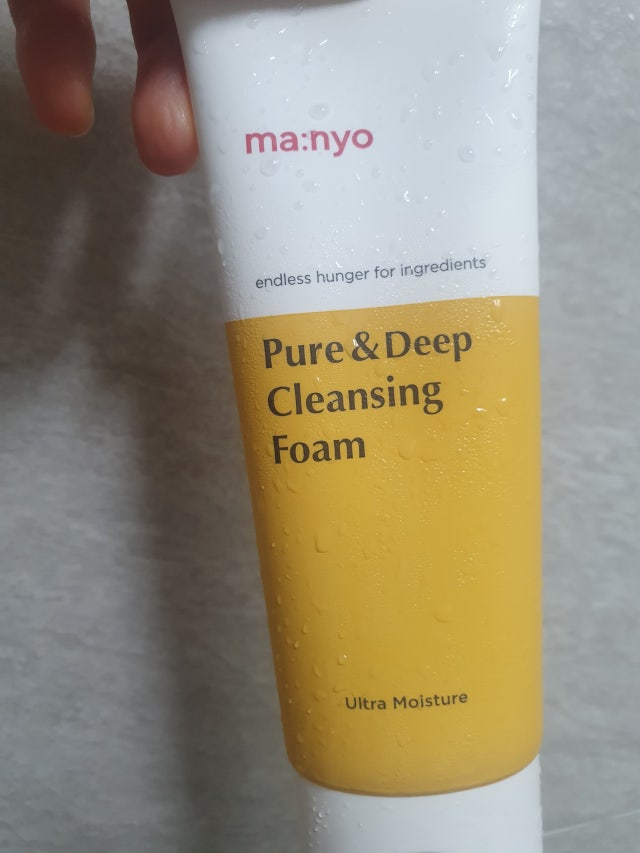 ma:nyo
endless hunger for ingredients
Pure & Deep
Cleansing
Foam
Ultra Moisture